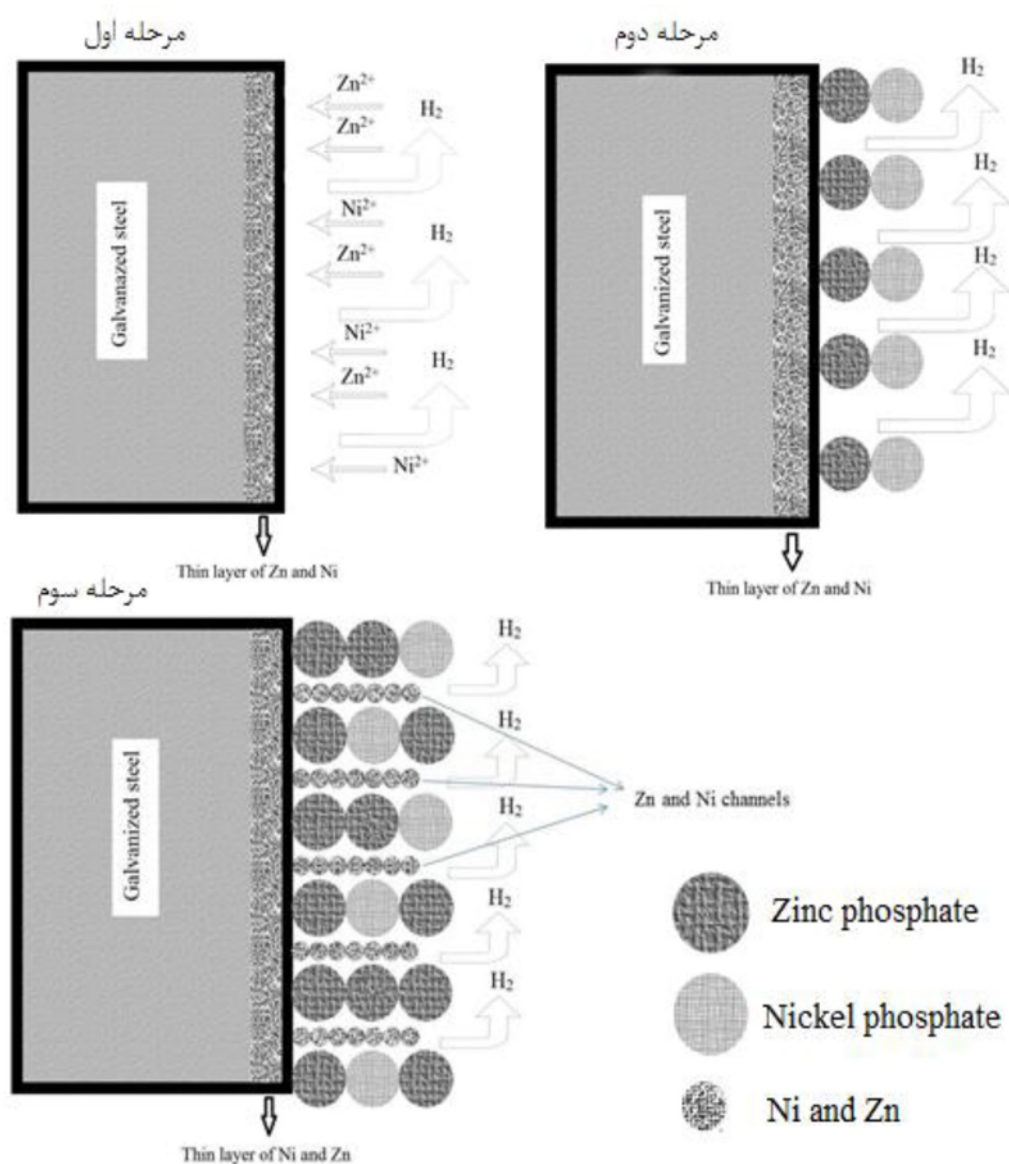 مرحله اول
Zn²⁺
H₂
Zn²⁺
Ni²⁺
H₂
Zn²⁺
Ni²⁺
H₂
Zn²⁺
Ni²⁺
Galvanazed steel
Thin layer of Zn and Ni
مرحله دوم
H₂
H₂
H₂
H₂
Galvanized steel
Thin layer of Zn and Ni
مرحله سوم
H₂
H₂
H₂
H₂
H₂
Galvanized steel
Zn and Ni channels
Thin layer of Ni and Zn
Zinc phosphate
Nickel phosphate
Ni and Zn